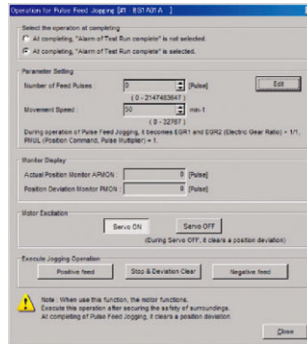 Operation for Pulse Feed Jogging [#1 : RS1A01A ]
Select the operation at completing
At completing, "Alarm of Test Run complete" is not selected.
At completing, "Alarm of Test Run complete" is selected.
Parameter Setting
Number of Feed Pulses : 0 [Pulse] Edit
( 0 - 2147483647 )
Movement Speed : 50 min-1
( 0 - 32767 )
During operation of Pulse Feed Jogging, it becomes EGR1 and EGR2 (Electric Gear Ratio) = 1/1,
PMUL (Position Command, Pulse Multiplier) = 1.
Monitor Display
Actual Position Monitor APMON : 0 [Pulse]
Position Deviation Monitor PMON : 0 [Pulse]
Motor Excitation
Servo ON Servo OFF
(During Servo OFF, it clears a position deviation)
Execute Jogging Operation
Positive feed Stop & Deviation Clear Negative feed
Note : When use this function, the motor functions.
Execute this operation after securing the safety of surroundings.
At completing of Pulse Feed Jogging, it clears a position deviation.
Close